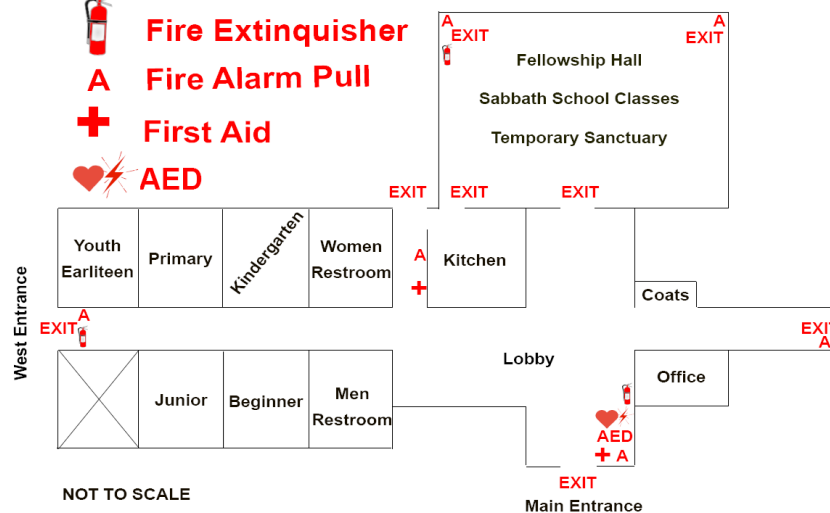 Fire Extinquisher
A Fire Alarm Pull
First Aid
AED
A
EXIT
A
EXIT
Fellowship Hall
Sabbath School Classes
Temporary Sanctuary
EXIT
EXIT
EXIT
Youth
Earliteen
Primary
Kindergarten
Women
Restroom
A
Kitchen
Coats
West Entrance
A
EXIT
EXIT
A
Lobby
Office
Junior
Beginner
Men
Restroom
AED
A
EXIT
Main Entrance
NOT TO SCALE